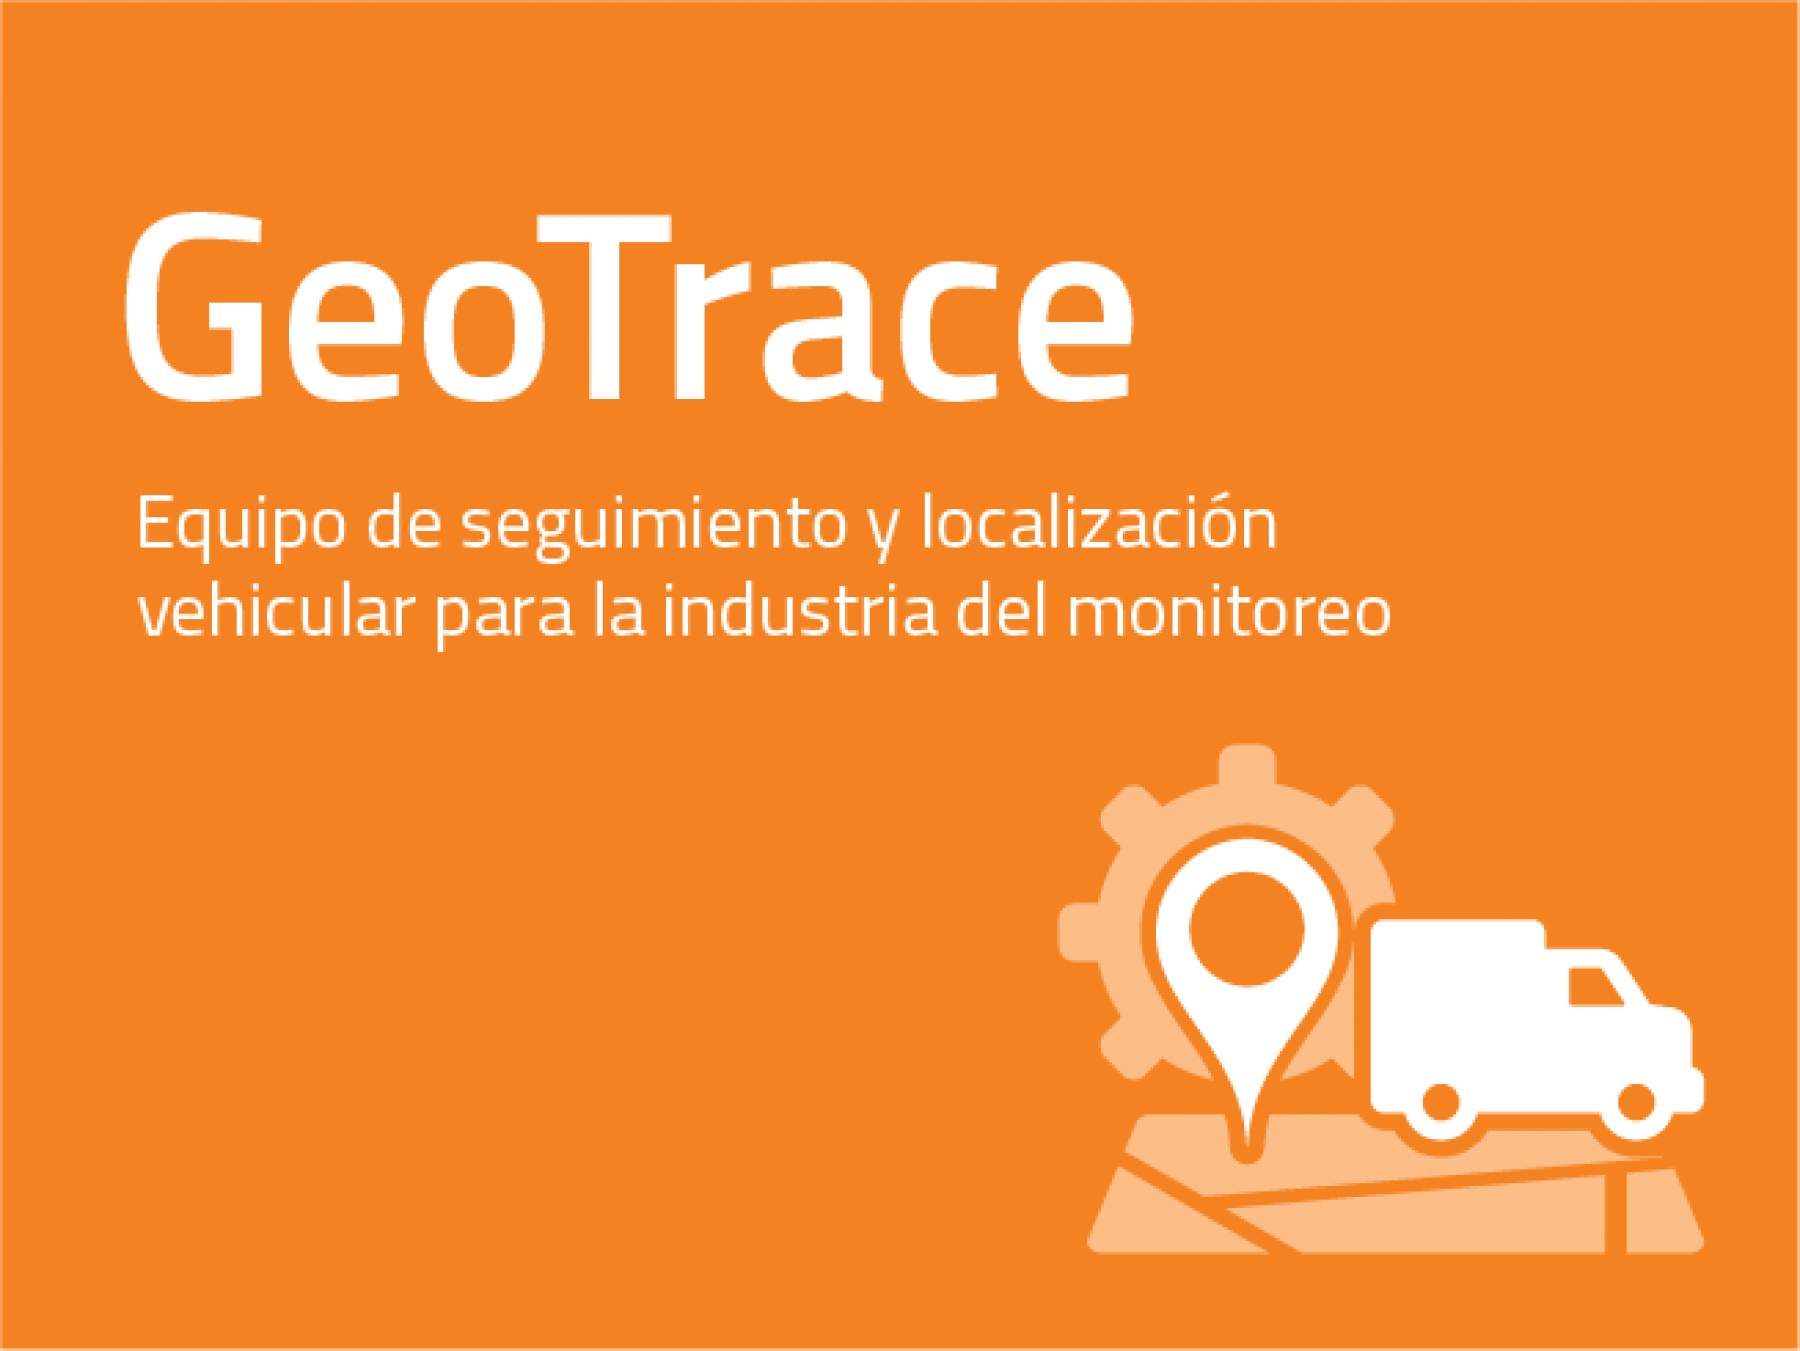 GeoTrace
Equipo de seguimiento y localización
vehicular para la industria del monitoreo